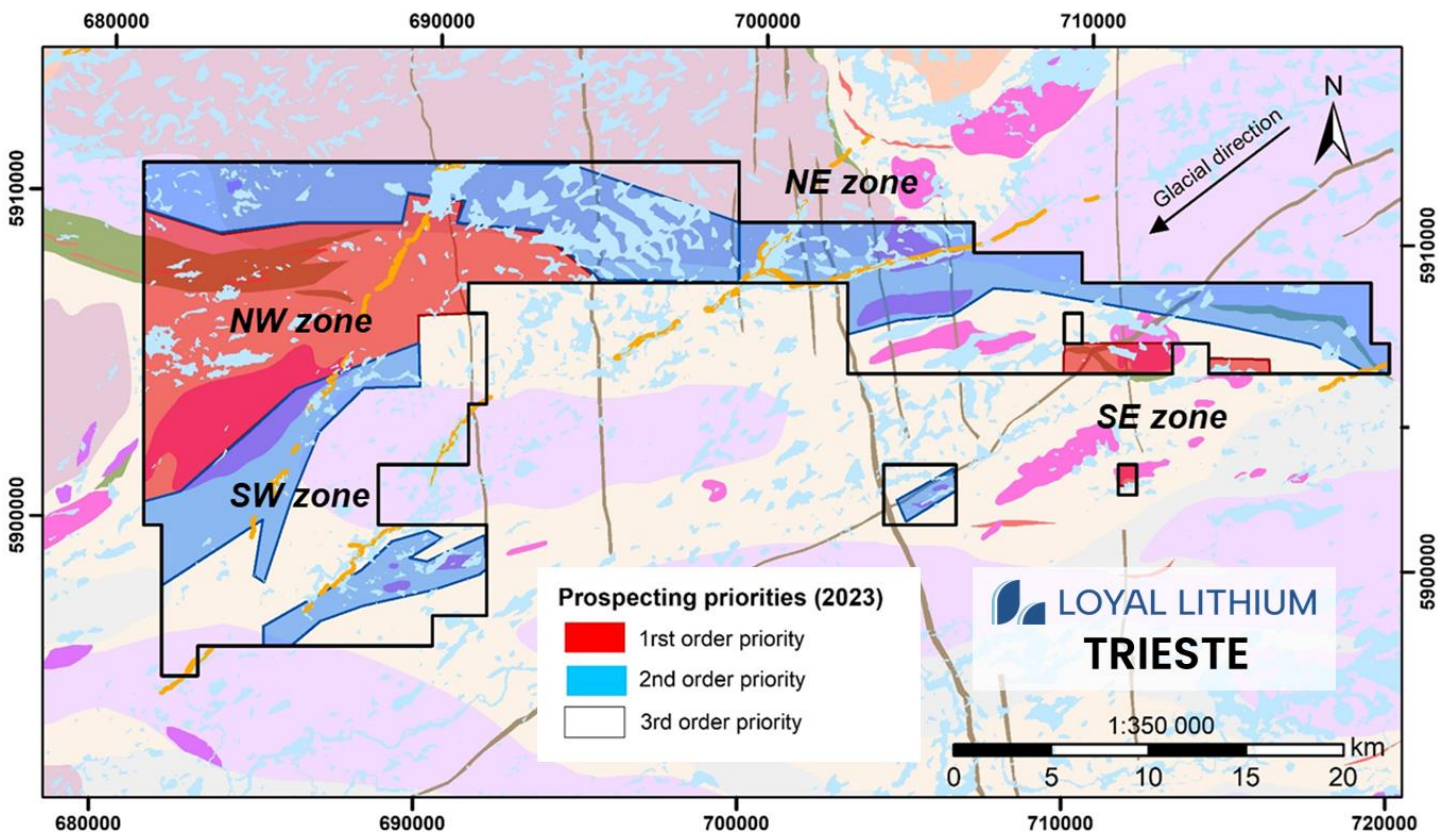 680000
690000
700000
710000
N
Glacial direction
5910000
5910000
NE zone
NW zone
SE zone
SW zone
5900000
5900000
Prospecting priorities (2023)
1rst order priority
2nd order priority
3rd order priority
LOYAL LITHIUM
TRIESTE
1:350 000
km
0 5 10 15 20
680000
690000
700000
710000
720000